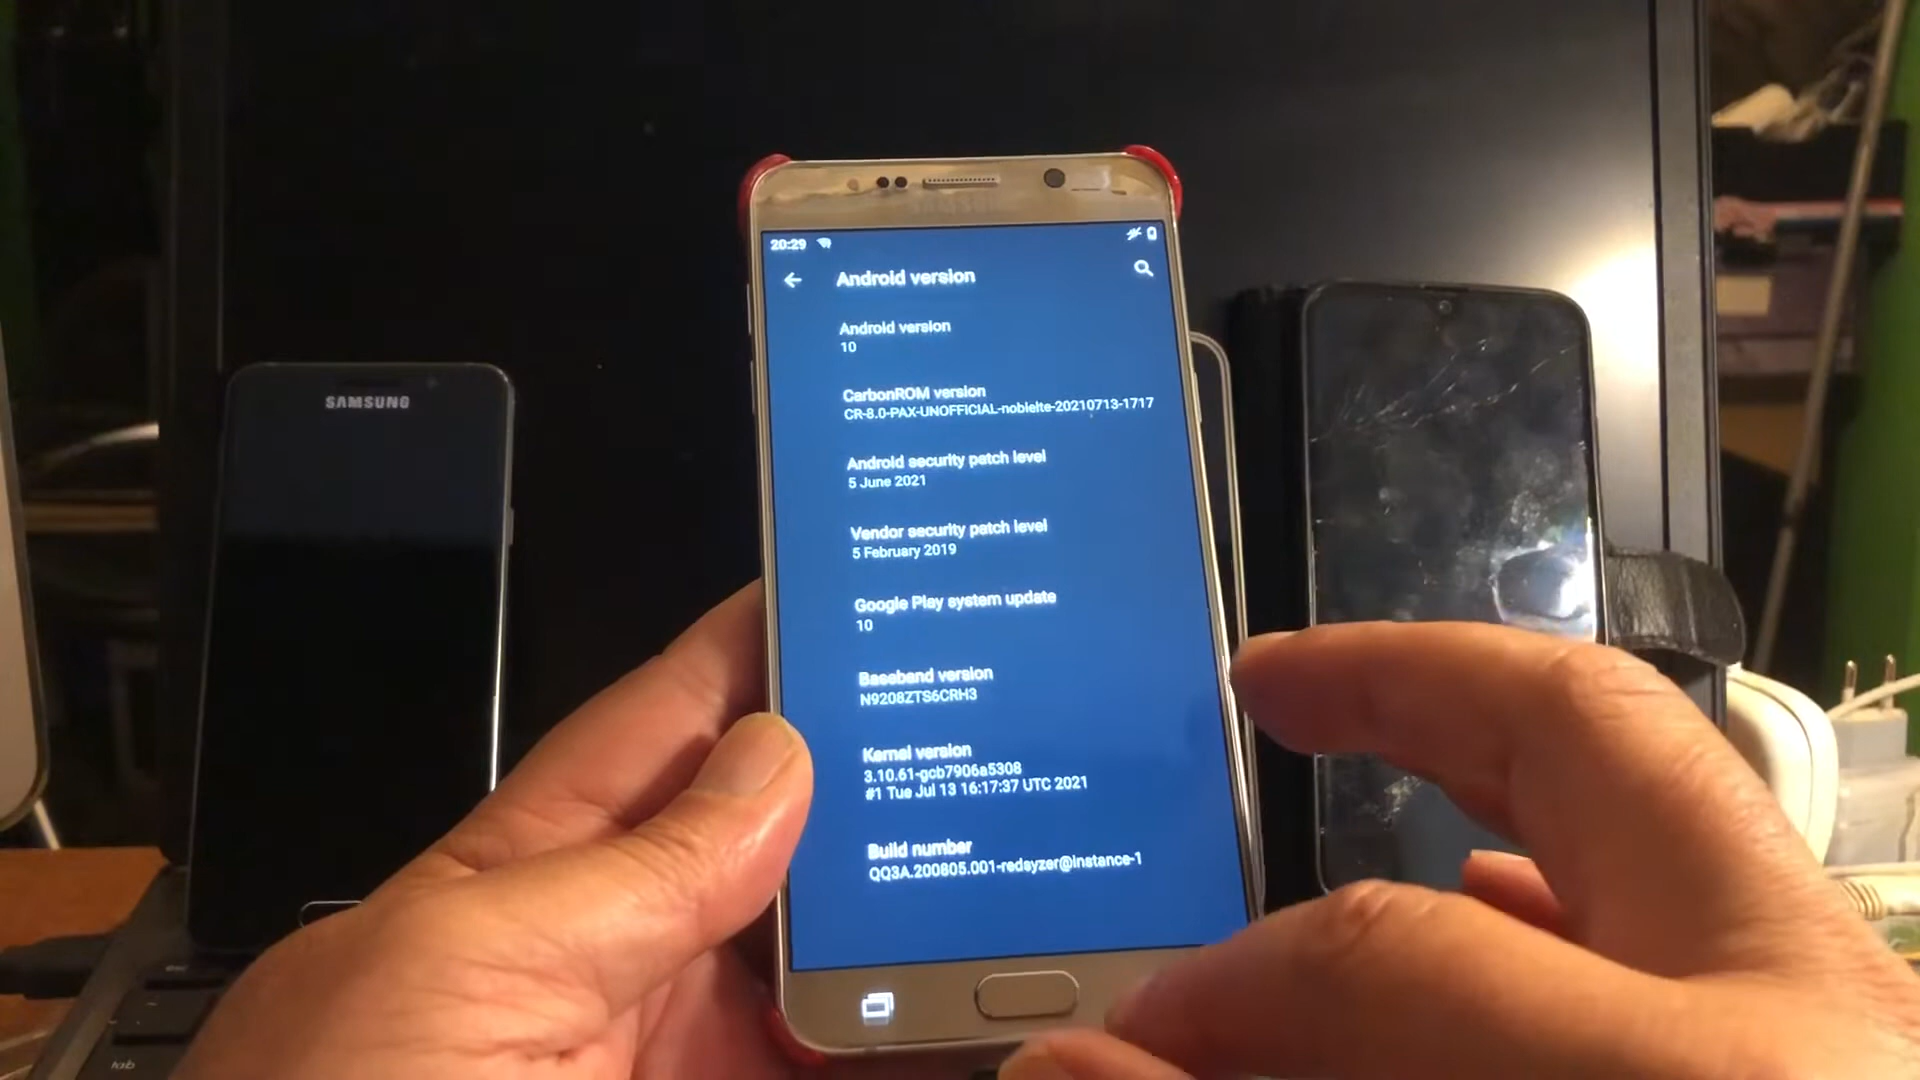 SAMSUNG
20:29
Android version
Android version
10
CarbonROM version
CR-8.0-PAX-UNOFFICIAL-noblelte-20210713-1717
Android security patch level
5 June 2021
Vendor security patch level
5 February 2019
Google Play system update
10
Baseband version
N9208ZTS6CRH3
Kernel version
3.10.61-gcb7906a5308
#1 Tue Jul 13 16:17:37 UTC 2021
Build number
QQ3A.200805.001-redsyzer@instance-1
esc
tab